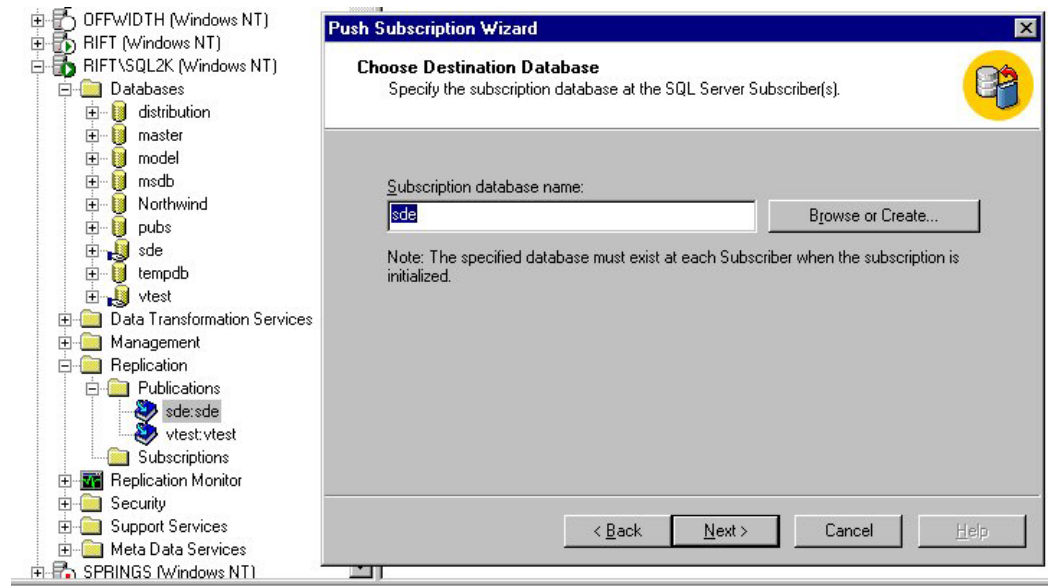 OFFWIDTH (Windows NT)
RIFT (Windows NT)
RIFT\SQL2K (Windows NT)
Databases
distribution
master
model
msdb
Northwind
pubs
sde
tempdb
vtest
Data Transformation Services
Management
Replication
Publications
sde:sde
vtest:vtest
Subscriptions
Replication Monitor
Security
Support Services
Meta Data Services
SPRINGS (Windows NT)
Push Subscription Wizard
Choose Destination Database
Specify the subscription database at the SQL Server Subscriber(s).
Subscription database name:
sde
Browse or Create...
Note: The specified database must exist at each Subscriber when the subscription is
initialized.
< Back
Next >
Cancel
Help